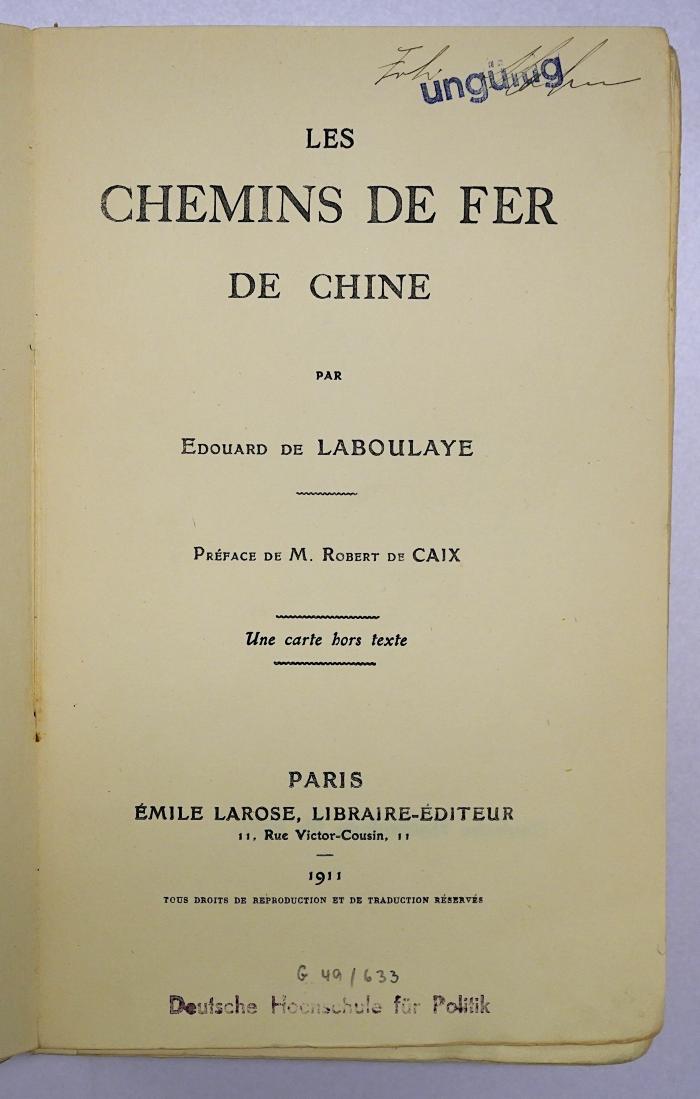 ungültig
LES
CHEMINS DE FER
DE CHINE
PAR
EDOUARD DE LABOULAYE
PRÉFACE DE M. ROBERT DE CAIX
Une carte hors texte
PARIS
ÉMILE LAROSE, LIBRAIRE-ÉDITEUR
11, Rue Victor-Cousin, 11
1911
TOUS DROITS DE REPRODUCTION ET DE TRADUCTION RÉSERVÉS
G 49/633
Deutsche Hochschule für Politik